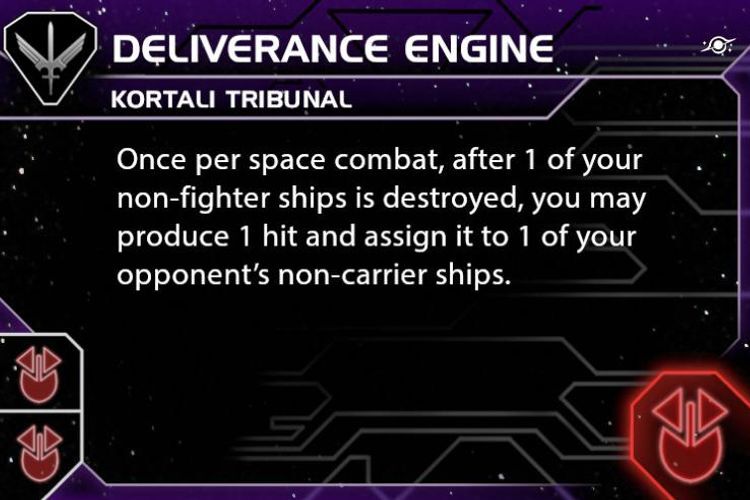 DELIVERANCE ENGINE
KORTALI TRIBUNAL
Once per space combat, after 1 of your
non-fighter ships is destroyed, you may
produce 1 hit and assign it to 1 of your
opponent’s non-carrier ships.